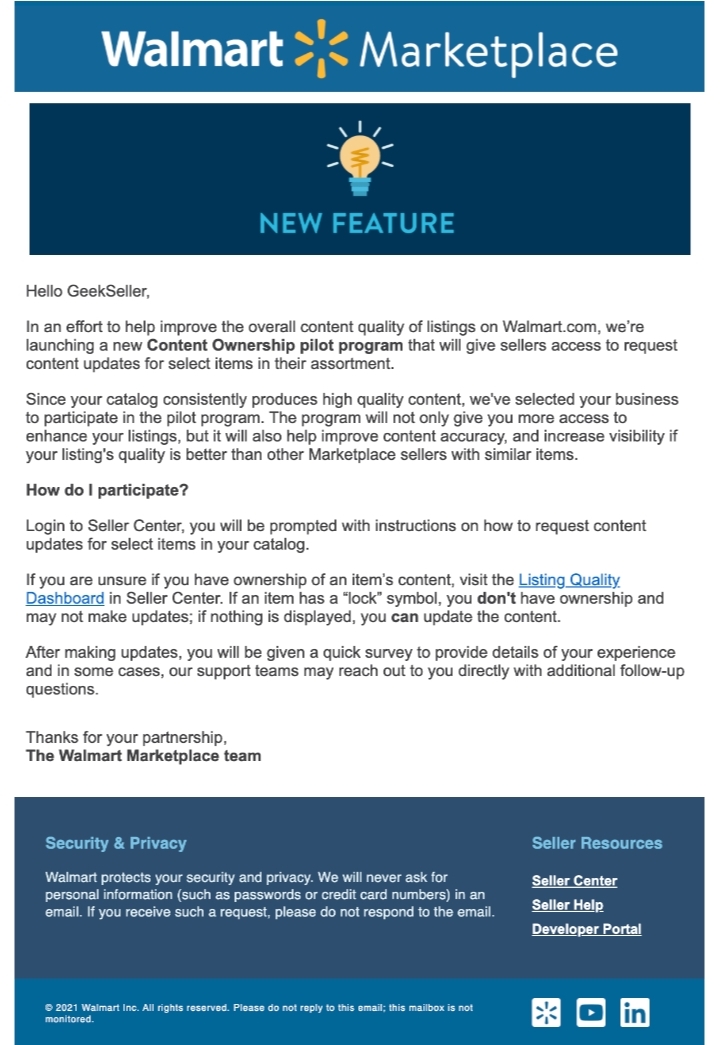 Walmart Marketplace
NEW FEATURE
Hello GeekSeller,
In an effort to help improve the overall content quality of listings on Walmart.com, we're
launching a new Content Ownership pilot program that will give sellers access to request
content updates for select items in their assortment.
Since your catalog consistently produces high quality content, we've selected your business
to participate in the pilot program. The program will not only give you more access to
enhance your listings, but it will also help improve content accuracy, and increase visibility if
your listing's quality is better than other Marketplace sellers with similar items.
How do I participate?
Login to Seller Center, you will be prompted with instructions on how to request content
updates for select items in your catalog.
If you are unsure if you have ownership of an item's content, visit the Listing Quality
Dashboard in Seller Center. If an item has a “lock” symbol, you don't have ownership and
may not make updates; if nothing is displayed, you can update the content.
After making updates, you will be given a quick survey to provide details of your experience
and in some cases, our support teams may reach out to you directly with additional follow-up
questions.
Thanks for your partnership,
The Walmart Marketplace team
Security & Privacy
Walmart protects your security and privacy. We will never ask for
personal information (such as passwords or credit card numbers) in an
email. If you receive such a request, please do not respond to the email.
Seller Resources
Seller Center
Seller Help
Developer Portal
© 2021 Walmart Inc. All rights reserved. Please do not reply to this email; this mailbox is not
monitored.
in